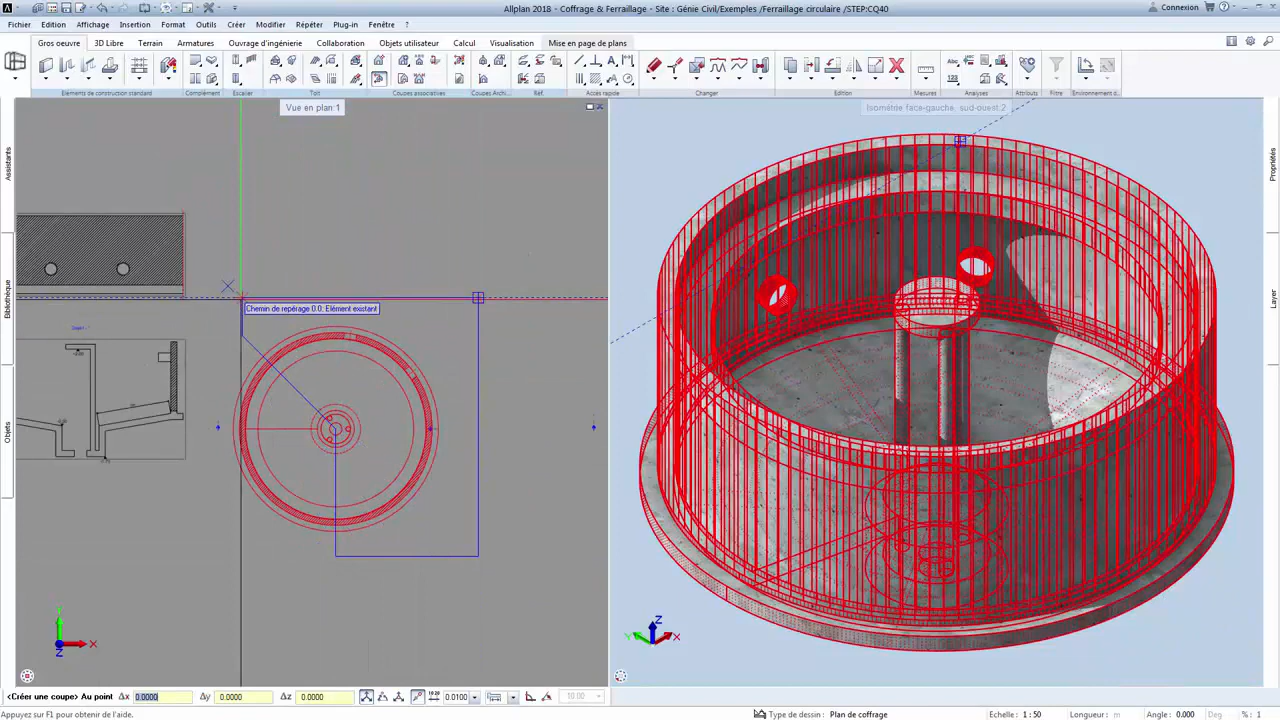 Allplan 2018 - Coffrage & Ferraillage - Site : Génie Civil/Exemples /Ferraillage circulaire /STEP:CQ40
Connexion
Fichier Edition Affichage Insertion Format Outils Créer Modifier Répéter Plug-in Fenêtre
Gros oeuvre 3D Libre Terrain Armatures Ouvrage d'ingénierie Collaboration Objets utilisateur Calcul Visualisation Mise en page de plans
Eléments de construction standard Complément Escalier Toit Coupes associatives Coupes Archi... Réf. Accès rapide Changer Edition Mesures Analyses Attributs Filtre Environnement d...
Vue en plan:1
Isométrie face-gauche, sud-ouest:2
Assistants
Bibliothèque
Objets
Propriétés
Layer
Chemin de repérage 0.0; Elément existant
X
Z
Z
Y
X
<Créer une coupe> Au point Δx 0.0000 Δy 0.0000 Δz 0.0000 0.0100 10.00
Appuyez sur F1 pour obtenir de l'aide.
Type de dessin : Plan de coffrage
Echelle : 1 : 50
Longueur : m
Angle : 0.000 Deg
% : 1